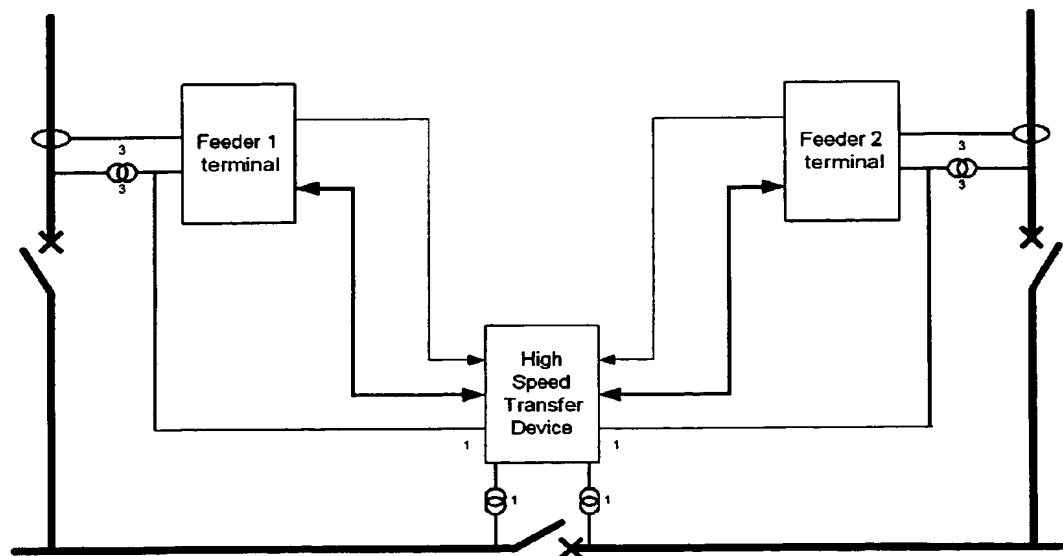 Feeder 1
terminal
Feeder 2
terminal
3
3
3
3
High
Speed
Transfer
Device
1
1
1
1